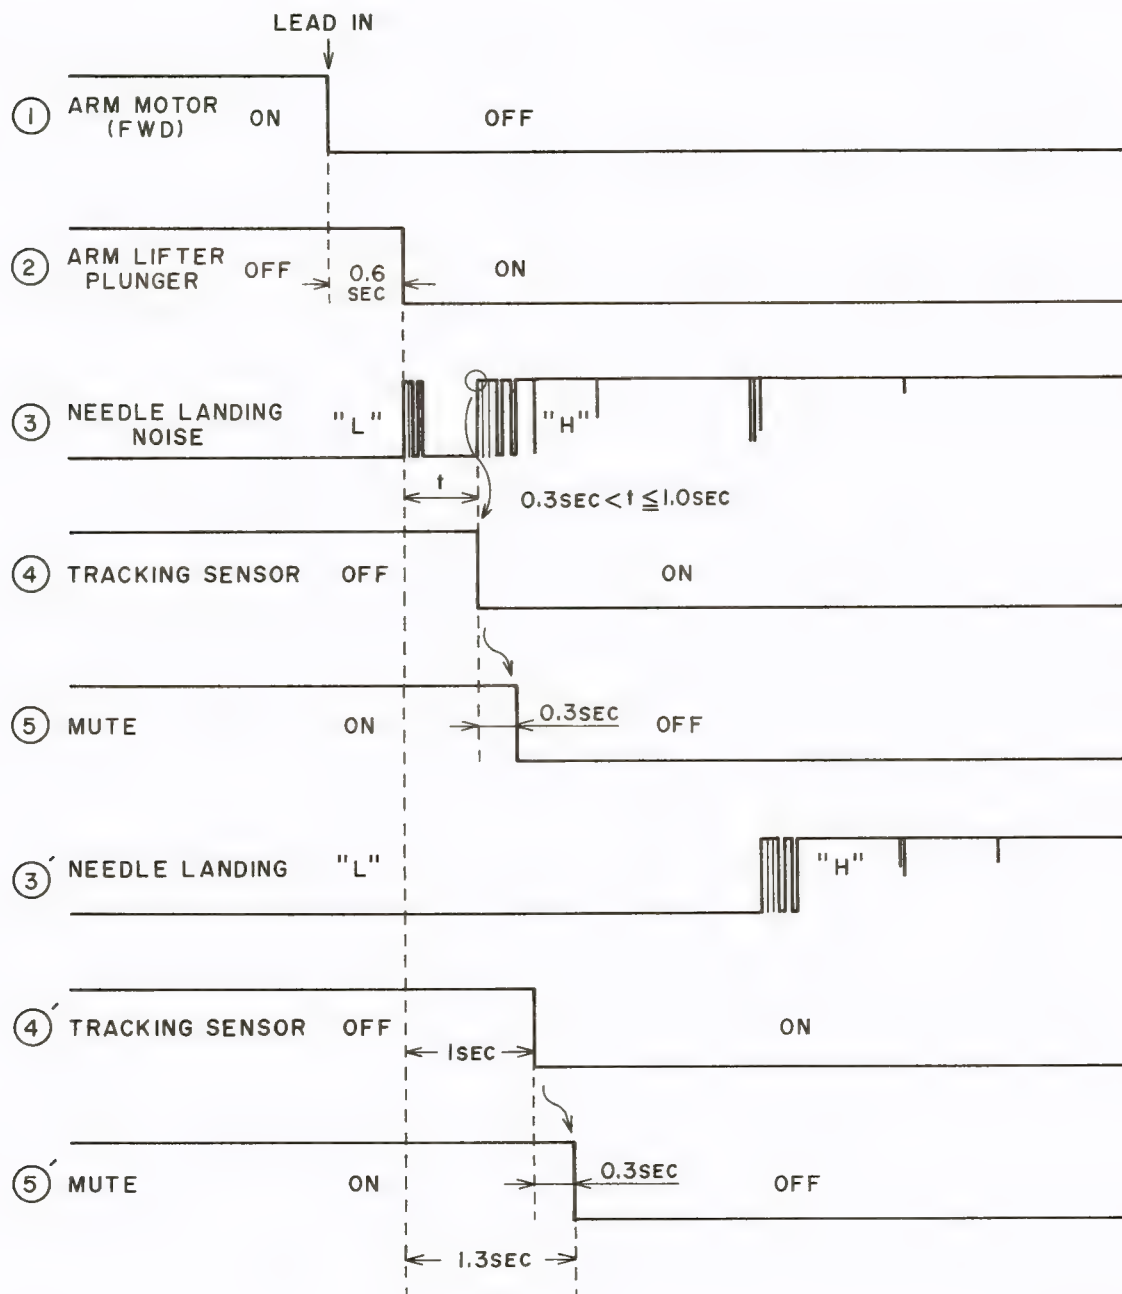 LEAD IN
① ARM MOTOR
(FWD)
ON
OFF
② ARM LIFTER
PLUNGER
OFF
0.6
SEC
ON
③ NEEDLE LANDING
NOISE
"L"
"H"
t
0.3SEC<t≦1.0SEC
④ TRACKING SENSOR
OFF
ON
⑤ MUTE
ON
0.3SEC
OFF
③' NEEDLE LANDING
"L"
"H"
④' TRACKING SENSOR
OFF
1SEC
ON
⑤' MUTE
ON
0.3SEC
OFF
1.3SEC